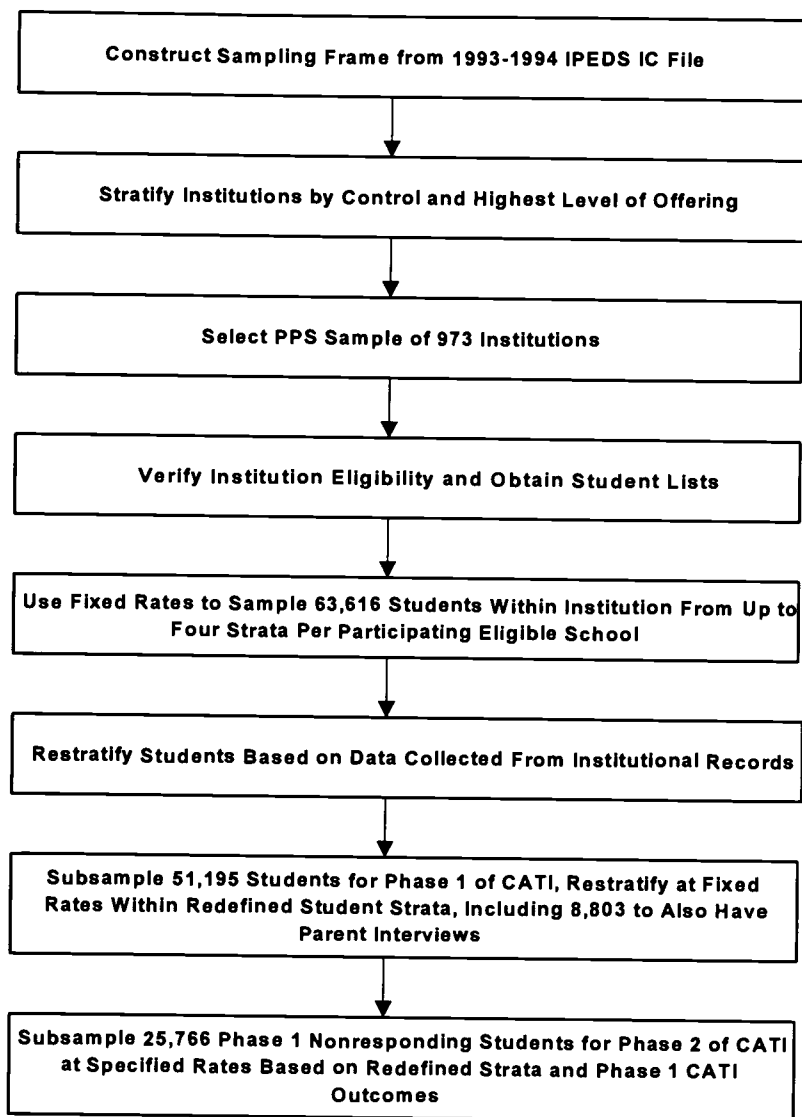 Construct Sampling Frame from 1993-1994 IPEDS IC File
Stratify Institutions by Control and Highest Level of Offering
Select PPS Sample of 973 Institutions
Verify Institution Eligibility and Obtain Student Lists
Use Fixed Rates to Sample 63,616 Students Within Institution From Up to
Four Strata Per Participating Eligible School
Restratify Students Based on Data Collected From Institutional Records
Subsample 51,195 Students for Phase 1 of CATI, Restratify at Fixed
Rates Within Redefined Student Strata, Including 8,803 to Also Have
Parent Interviews
Subsample 25,766 Phase 1 Nonresponding Students for Phase 2 of CATI
at Specified Rates Based on Redefined Strata and Phase 1 CATI
Outcomes